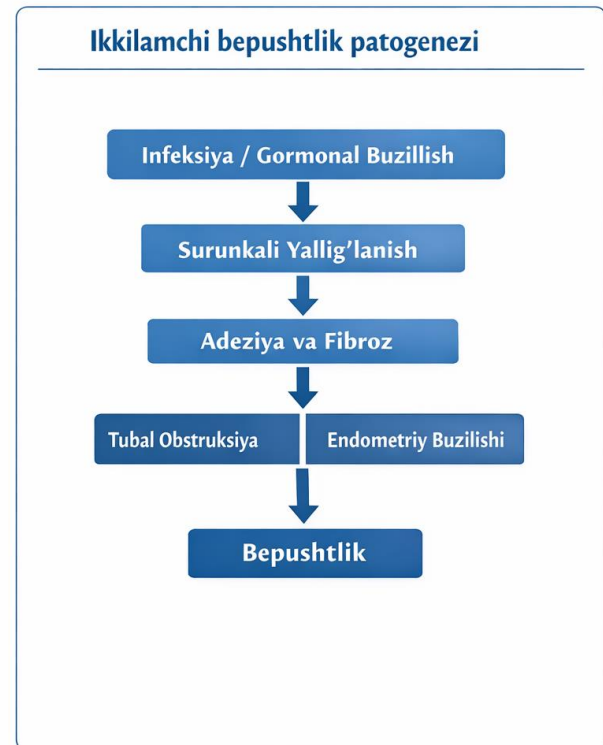 Ikkilamchi bepushtlik patogenezi
Infeksiya / Gormonal Buzillish
Surunkali Yallig’lanish
Adeziya va Fibroz
Tubal Obstruksiya
Endometriy Buzilishi
Bepushtlik